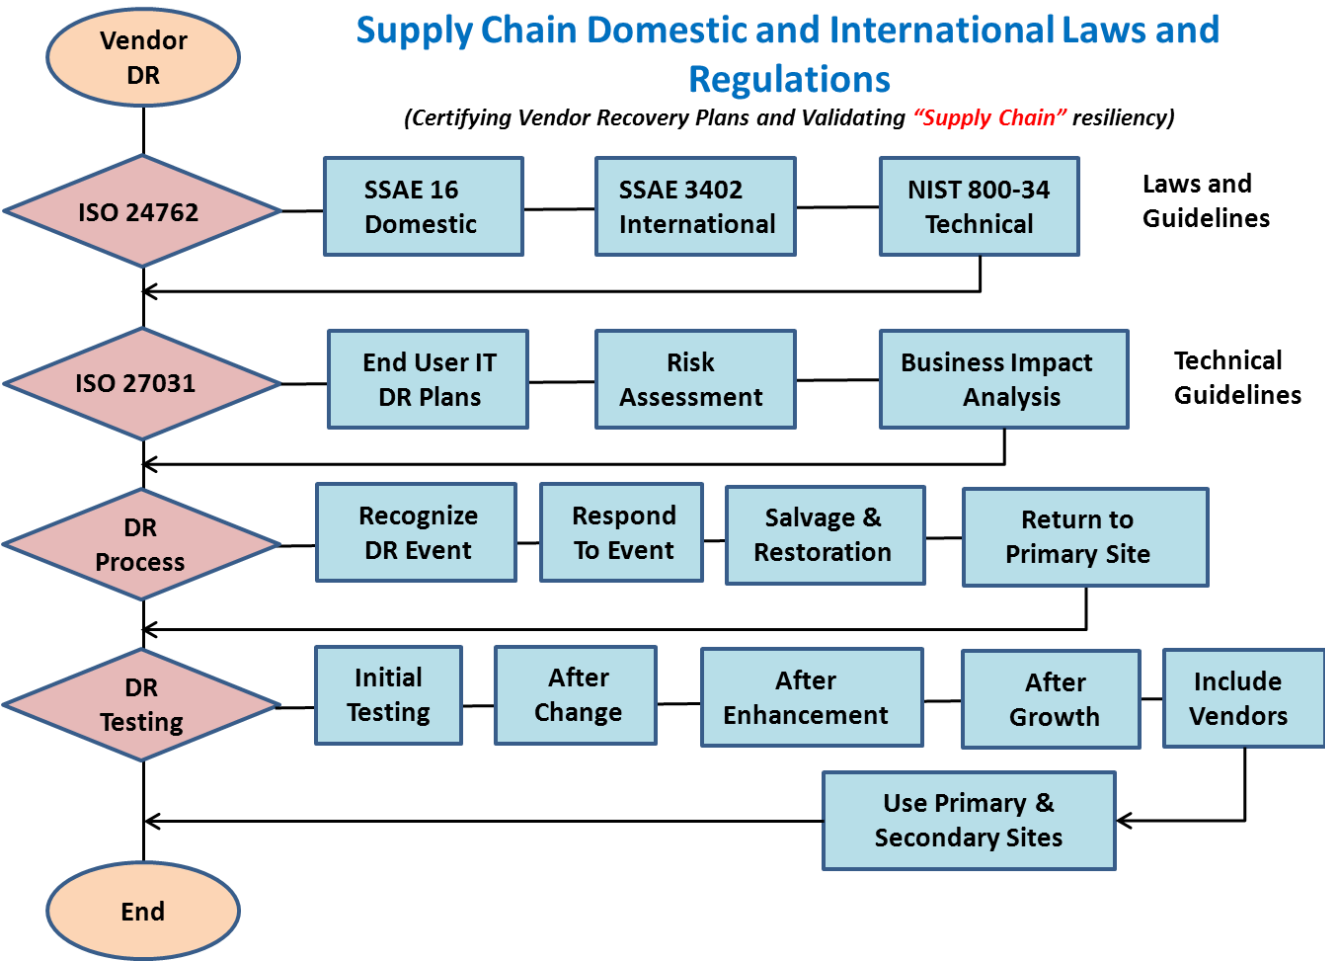 Vendor
DR
Supply Chain Domestic and International Laws and
Regulations
(Certifying Vendor Recovery Plans and Validating “Supply Chain” resiliency)
ISO 24762
SSAE 16
Domestic
SSAE 3402
International
NIST 800-34
Technical
Laws and
Guidelines
ISO 27031
End User IT
DR Plans
Risk
Assessment
Business Impact
Analysis
Technical
Guidelines
DR
Process
Recognize
DR Event
Respond
To Event
Salvage &
Restoration
Return to
Primary Site
DR
Testing
Initial
Testing
After
Change
After
Enhancement
After
Growth
Include
Vendors
Use Primary &
Secondary Sites
End